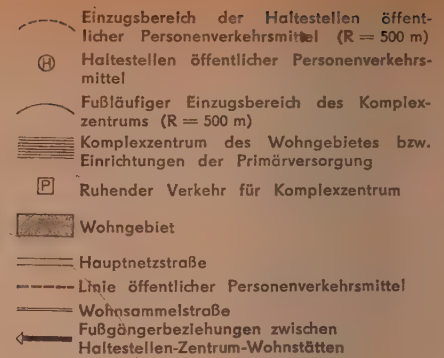 Einzugsbereich der Haltestellen öffent-
licher Personenverkehrsmittel (R = 500 m)
H Haltestellen öffentlicher Personenverkehrs-
mittel
Fußläufiger Einzugsbereich des Komplex-
zentrums (R = 500 m)
Komplexzentrum des Wohngebietes bzw.
Einrichtungen der Primärversorgung
P Ruhender Verkehr für Komplexzentrum
Wohngebiet
Hauptnetzstraße
Linie öffentlicher Personenverkehrsmittel
Wohnsammelstraße
Fußgängerbeziehungen zwischen
Haltestellen-Zentrum-Wohnstätten